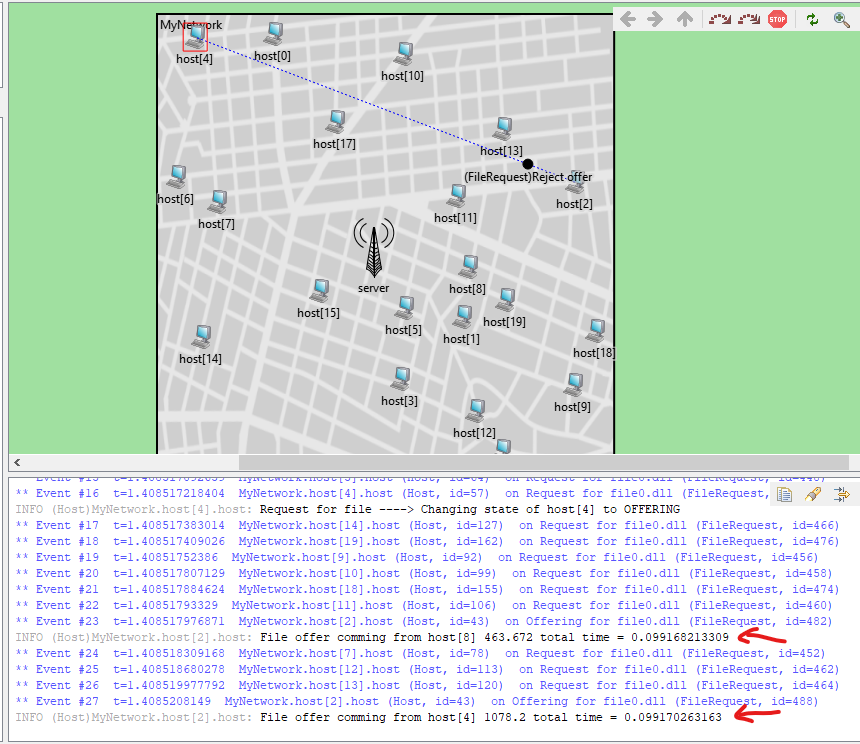 MyNetwork
STOP
host[4]
host[0]
host[10]
host[17]
host[13]
(FileRequest)Reject offer
host[6]
host[2]
host[7]
host[11]
server
host[8]
host[15]
host[19]
host[5]
host[1]
host[14]
host[18]
host[3]
host[9]
host[12]
** Event #16 t=1.408517218404 MyNetwork.host[4].host (Host, id=57) on Request for file0.dll (FileRequest,
INFO (Host)MyNetwork.host[4].host: Request for file ----> Changing state of host[4] to OFFERING
** Event #17 t=1.408517383014 MyNetwork.host[14].host (Host, id=127) on Request for file0.dll (FileRequest, id=466)
** Event #18 t=1.408517409026 MyNetwork.host[19].host (Host, id=162) on Request for file0.dll (FileRequest, id=476)
** Event #19 t=1.40851752386 MyNetwork.host[9].host (Host, id=92) on Request for file0.dll (FileRequest, id=456)
** Event #20 t=1.408517807129 MyNetwork.host[10].host (Host, id=99) on Request for file0.dll (FileRequest, id=458)
** Event #21 t=1.408517884624 MyNetwork.host[18].host (Host, id=155) on Request for file0.dll (FileRequest, id=474)
** Event #22 t=1.40851793329 MyNetwork.host[11].host (Host, id=106) on Request for file0.dll (FileRequest, id=460)
** Event #23 t=1.408517976871 MyNetwork.host[2].host (Host, id=43) on Offering for file0.dll (FileRequest, id=482)
INFO (Host)MyNetwork.host[2].host: File offer comming from host[8] 463.672 total time = 0.099168213309
** Event #24 t=1.408518309168 MyNetwork.host[7].host (Host, id=78) on Request for file0.dll (FileRequest, id=452)
** Event #25 t=1.408518680278 MyNetwork.host[12].host (Host, id=113) on Request for file0.dll (FileRequest, id=462)
** Event #26 t=1.408519977792 MyNetwork.host[13].host (Host, id=120) on Request for file0.dll (FileRequest, id=464)
** Event #27 t=1.4085208149 MyNetwork.host[2].host (Host, id=43) on Offering for file0.dll (FileRequest, id=488)
INFO (Host)MyNetwork.host[2].host: File offer comming from host[4] 1078.2 total time = 0.099170263163